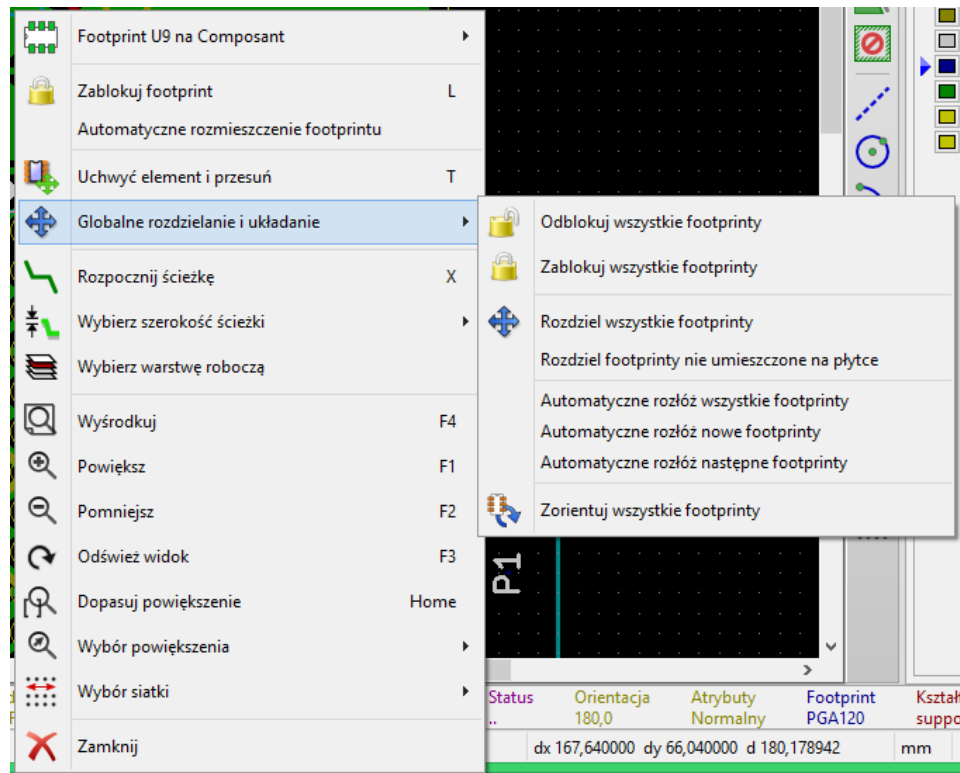 Footprint U9 na Composant
Zablokuj footprint L
Automatyczne rozmieszczenie footprintu
Uchwyć element i przesuń T
Globalne rozdzielanie i układanie
Rozpocznij ścieżkę X
Wybierz szerokość ścieżki
Wybierz warstwę roboczą
Wyśrodkuj F4
Powiększ F1
Pomniejsz F2
Odśwież widok F3
Dopasuj powiększenie Home
Wybór powiększenia
Wybór siatki
Zamknij
Odblokuj wszystkie footprinty
Zablokuj wszystkie footprinty
Rozdziel wszystkie footprinty
Rozdziel footprinty nie umieszczone na płytce
Automatyczne rozłóż wszystkie footprinty
Automatyczne rozłóż nowe footprinty
Automatyczne rozłóż następne footprinty
Zorientuj wszystkie footprinty
P1
Status Orientacja Atrybuty Footprint Kształt
.. 180,0 Normalny PGA120 suppo
dx 167,640000 dy 66,040000 d 180,178942 mm